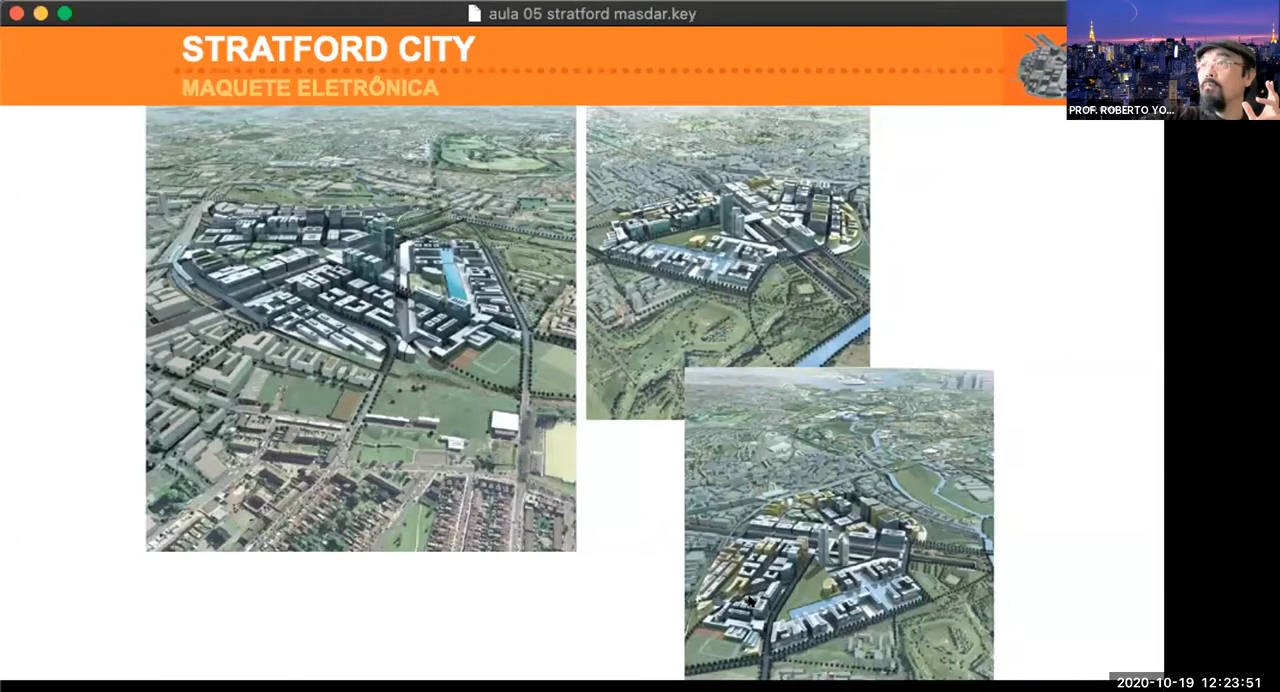 aula 05 stratford masdar.key
STRATFORD CITY
MAQUETE ELETRÔNICA
PROF. ROBERTO YO...
2020-10-19 12:23:51